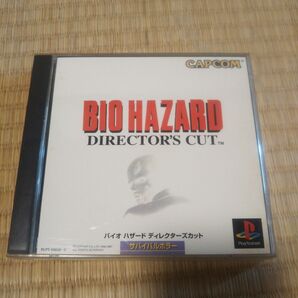 CAPCOM
BIO HAZARD
DIRECTOR'S CUT™
バイオ ハザード ディレクターズカット
サバイバルホラー
PlayStation